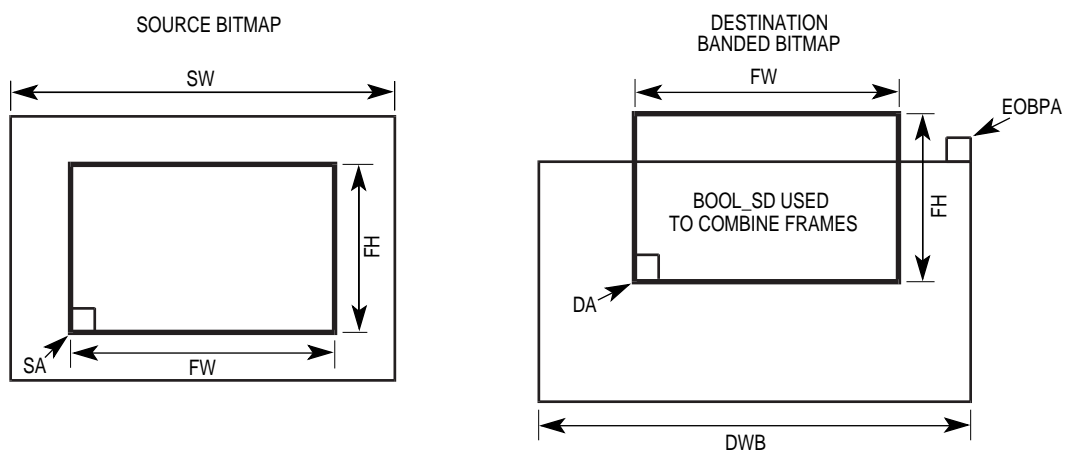 SOURCE BITMAP
SW
FH
SA
FW
DESTINATION
BANDED BITMAP
FW
EOBPA
BOOL_SD USED
TO COMBINE FRAMES
FH
DA
DWB